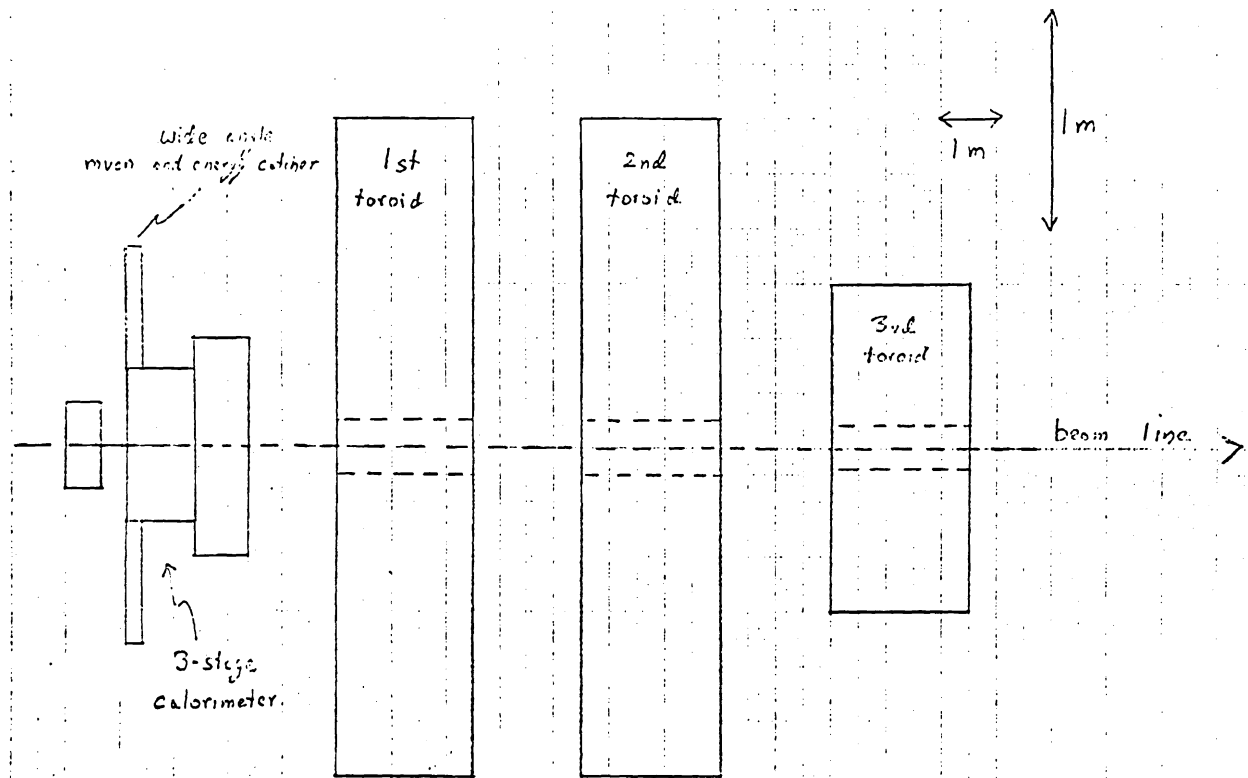 wide angle
muon and energy catcher
1st
toroid
2nd
toroid
1 m
1 m
3rd
toroid
beam line
3-stage
calorimeter.